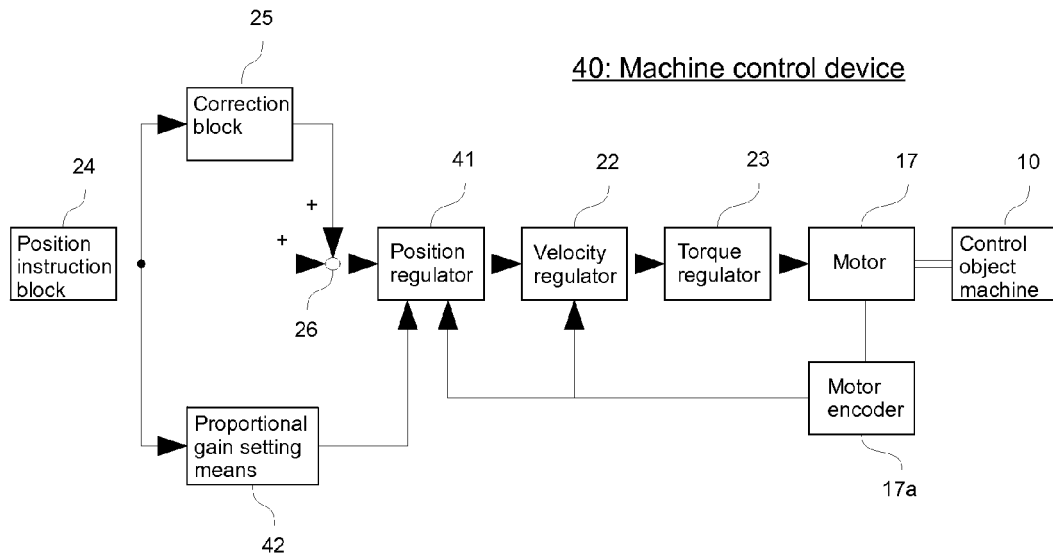 25
40: Machine control device
Correction
block
24
41
22
23
17
10
+
+
Position
instruction
block
Position
regulator
Velocity
regulator
Torque
regulator
Motor
Control
object
machine
26
Proportional
gain setting
means
Motor
encoder
17a
42